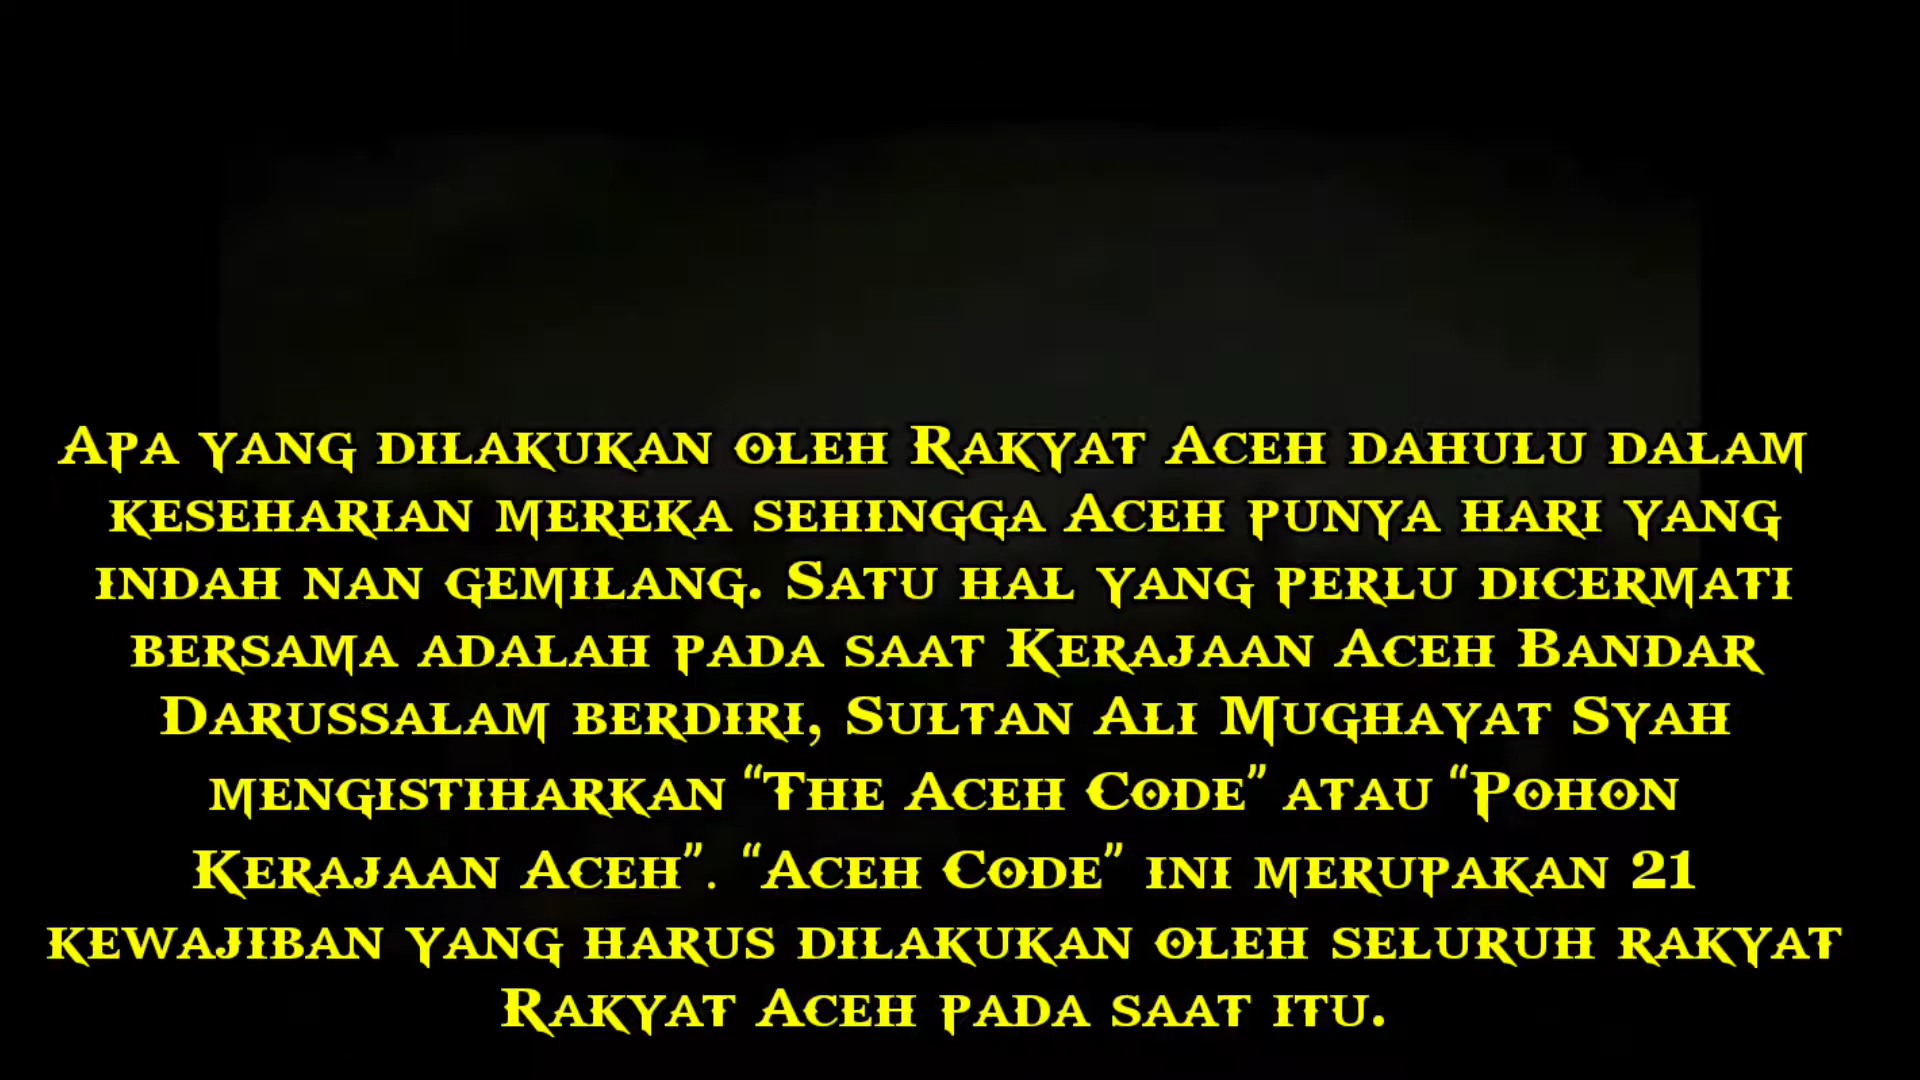 Apa yang dilakukan oleh Rakyat Aceh dahulu dalam
keseharian mereka sehingga Aceh punya hari yang
indah nan gemilang. Satu hal yang perlu dicermati
bersama adalah pada saat Kerajaan Aceh Bandar
Darussalam berdiri, Sultan Ali Mughayat Syah
mengistiharkan “The Aceh Code” atau “Pohon
Kerajaan Aceh”. “Aceh Code” ini merupakan 21
kewajiban yang harus dilakukan oleh seluruh rakyat
Rakyat Aceh pada saat itu.